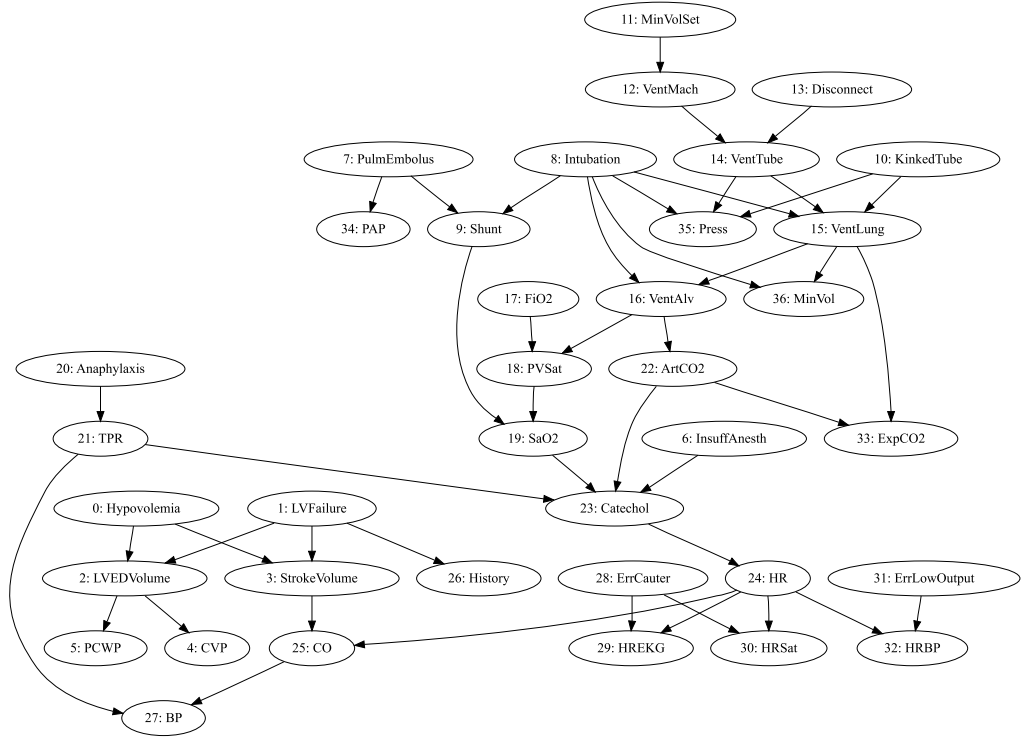 11: MinVolSet
12: VentMach
13: Disconnect
7: PulmEmbolus
8: Intubation
14: VentTube
10: KinkedTube
34: PAP
9: Shunt
35: Press
15: VentLung
17: FiO2
16: VentAlv
36: MinVol
20: Anaphylaxis
18: PVSat
22: ArtCO2
21: TPR
19: SaO2
6: InsuffAnesth
33: ExpCO2
0: Hypovolemia
1: LVFailure
23: Catechol
2: LVEDVolume
3: StrokeVolume
26: History
28: ErrCauter
24: HR
31: ErrLowOutput
5: PCWP
4: CVP
25: CO
29: HREKG
30: HRSat
32: HRBP
27: BP